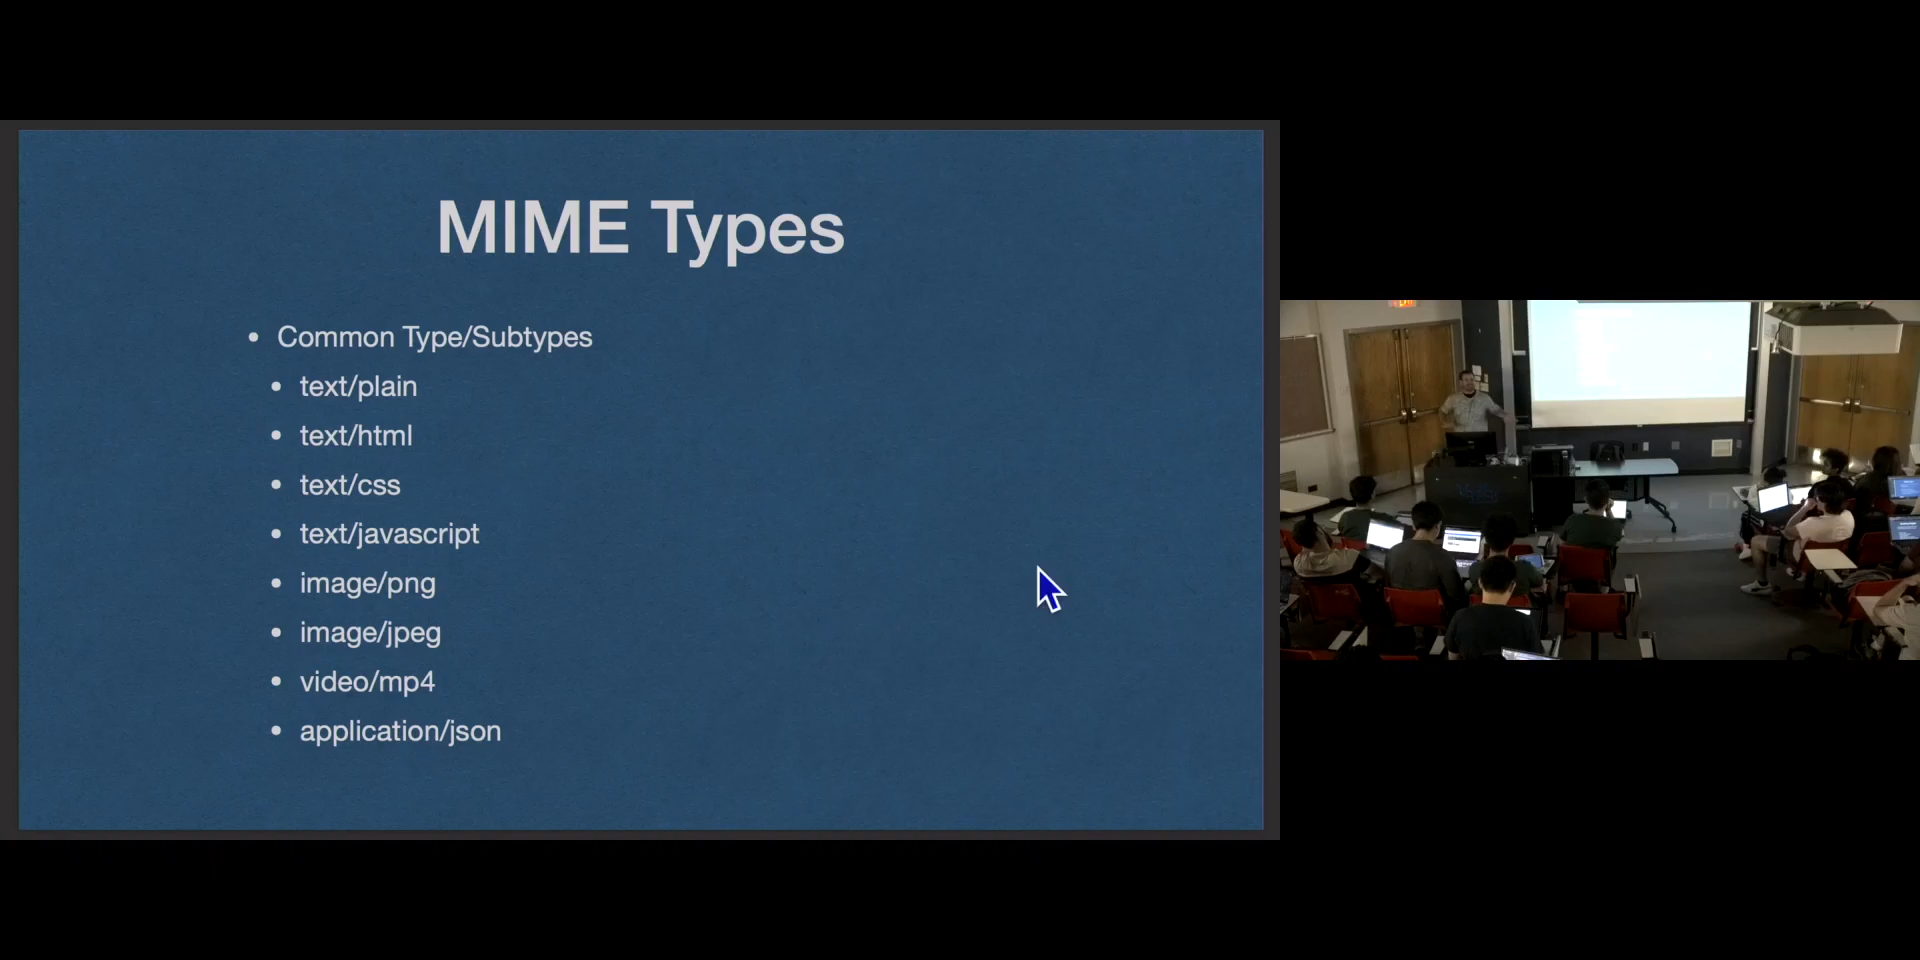 MIME Types
• Common Type/Subtypes
• text/plain
• text/html
• text/css
• text/javascript
• image/png
• image/jpeg
• video/mp4
• application/json